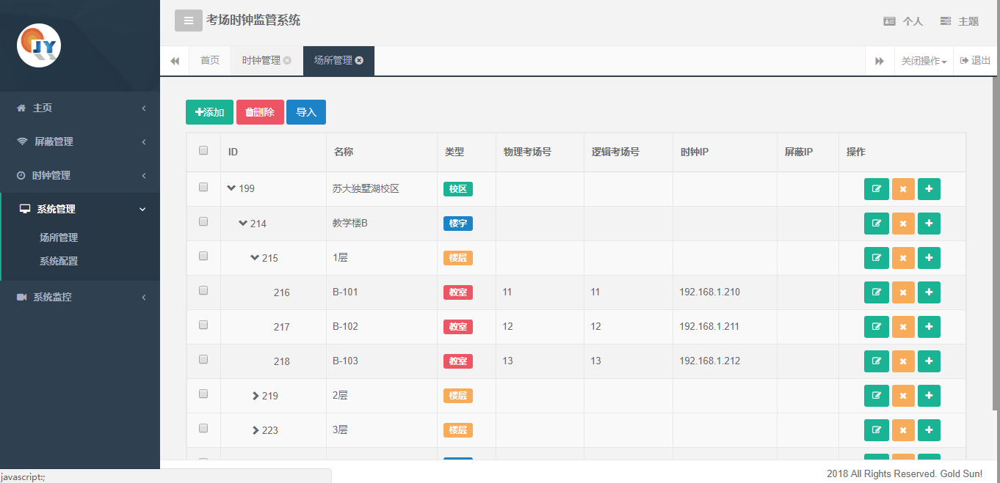 JY
考场时钟监管系统
个人 主题
首页 时钟管理 场所管理 关闭操作 退出
主页
屏蔽管理
时钟管理
系统管理
场所管理
系统配置
系统监控
添加 删除 导入
ID 名称 类型 物理考场号 逻辑考场号 时钟IP 屏蔽IP 操作
199 苏大独墅湖校区 校区
214 教学楼B 楼宇
215 1层 楼层
216 B-101 教室 11 11 192.168.1.210
217 B-102 教室 12 12 192.168.1.211
218 B-103 教室 13 13 192.168.1.212
219 2层 楼层
223 3层 楼层
2018 All Rights Reserved. Gold Sun!
javascript:;